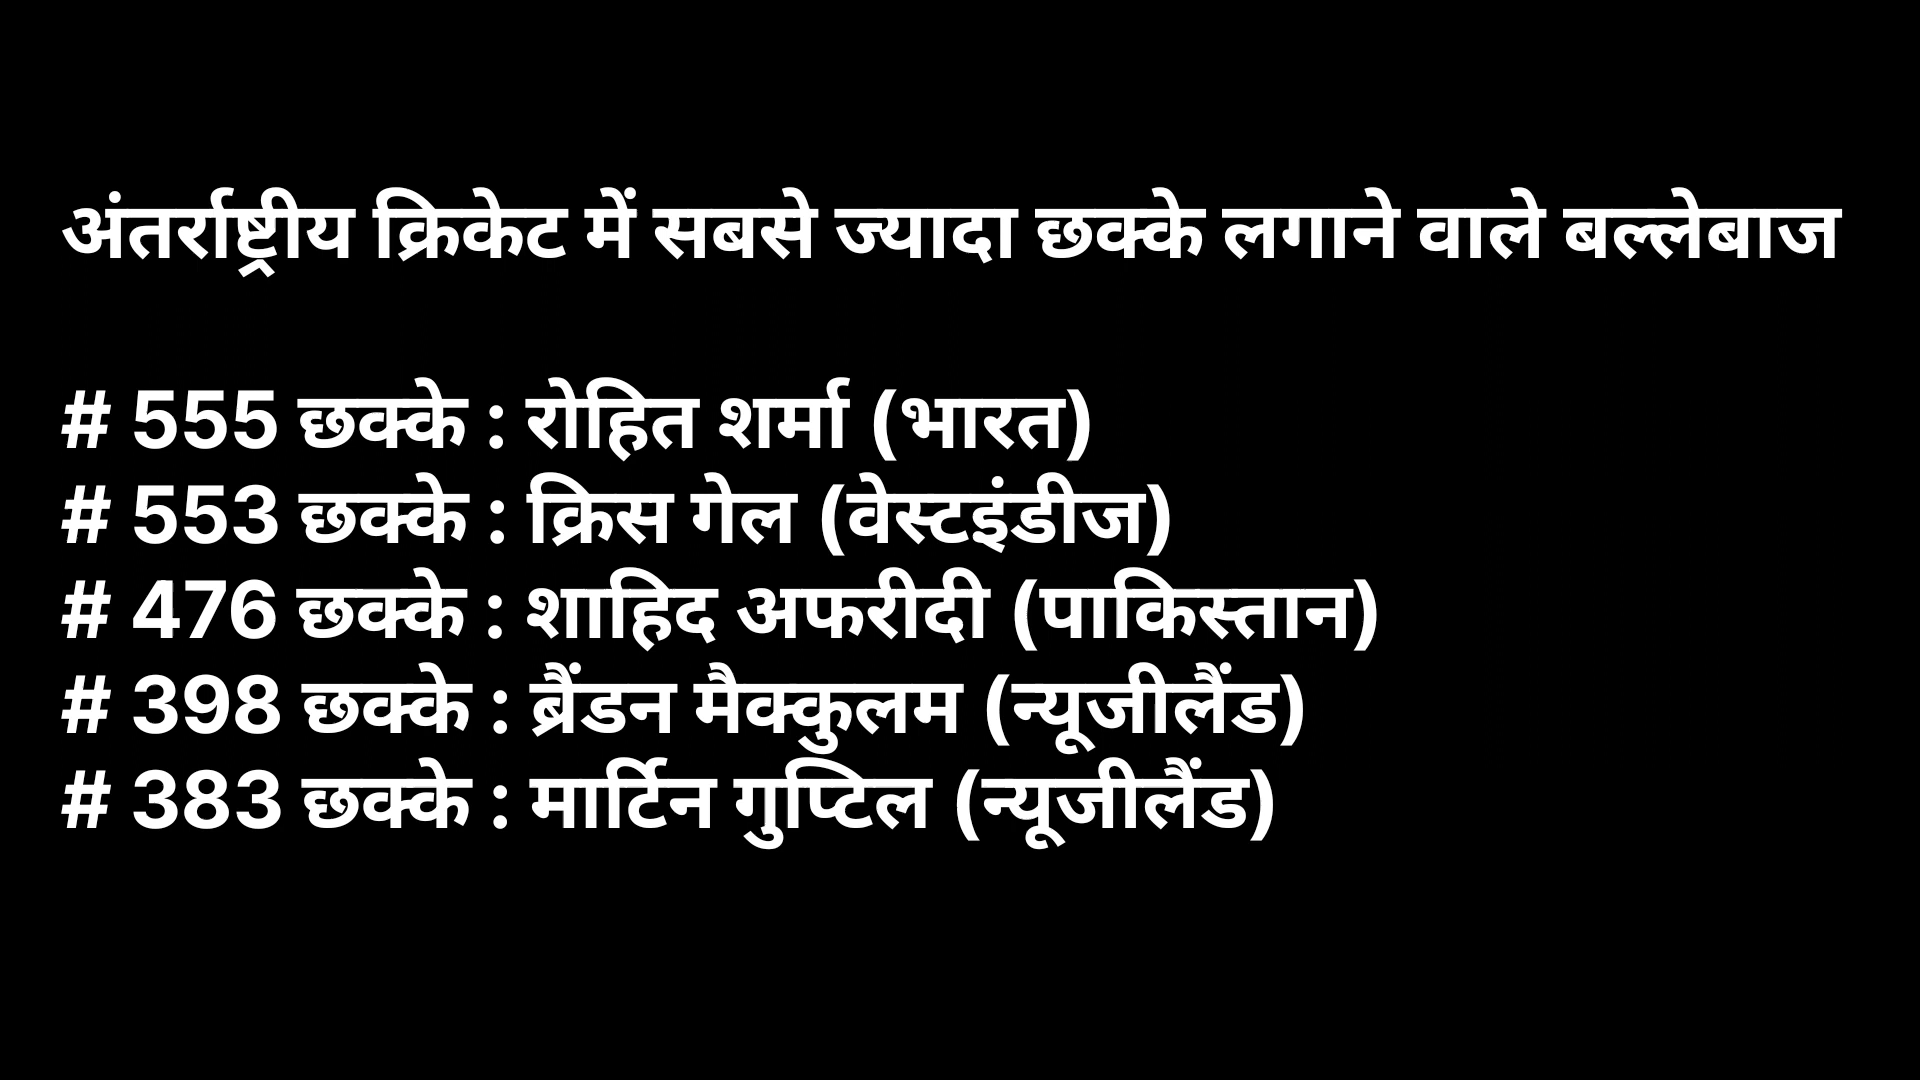 अंतर्राष्ट्रीय क्रिकेट में सबसे ज्यादा छक्के लगाने वाले बल्लेबाज
# 555 छक्के : रोहित शर्मा (भारत)
# 553 छक्के : क्रिस गेल (वेस्टइंडीज)
# 476 छक्के : शाहिद अफरीदी (पाकिस्तान)
# 398 छक्के : ब्रैंडन मैक्कुलम (न्यूजीलैंड)
# 383 छक्के : मार्टिन गुप्टिल (न्यूजीलैंड)